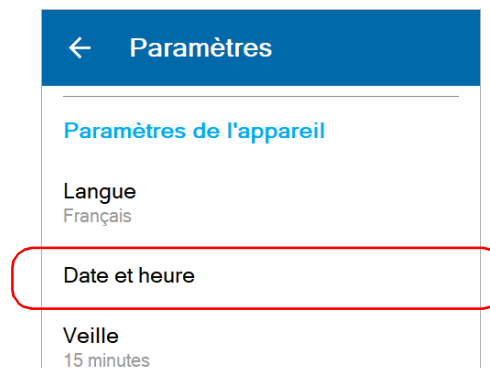 Paramètres
Paramètres de l'appareil
Langue
Français
Date et heure
Veille
15 minutes